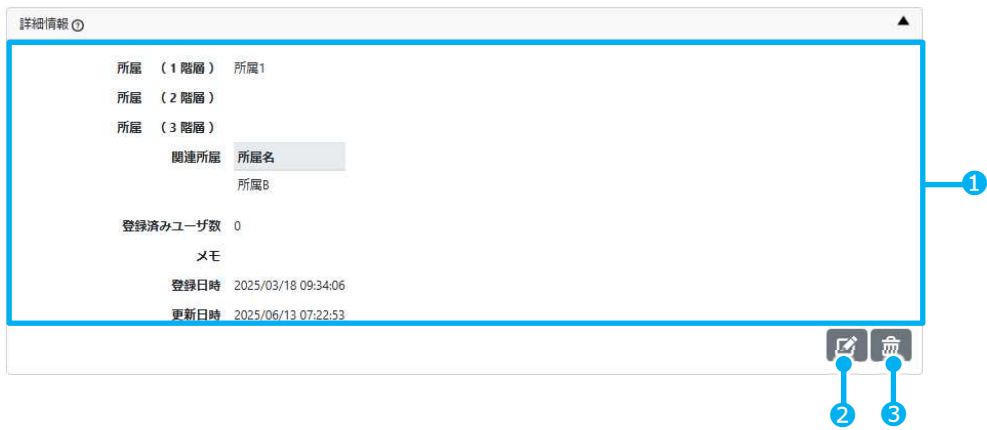 詳細情報 ?
所属 (1階層) 所属1
所属 (2階層)
所属 (3階層)
関連所属 所属名
所属B
登録済みユーザ数 0
メモ
登録日時 2025/03/18 09:34:06
更新日時 2025/06/13 07:22:53
1
2
3